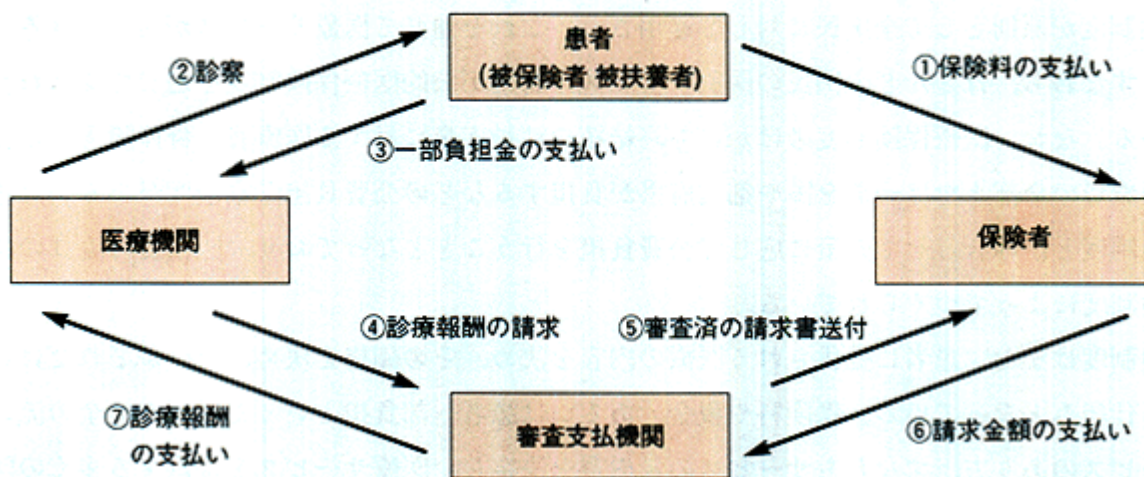 患者
(被保険者 被扶養者)
②診察
①保険料の支払い
③一部負担金の支払い
医療機関
保険者
④診療報酬の請求
⑤審査済の請求書送付
⑦診療報酬
の支払い
審査支払機関
⑥請求金額の支払い